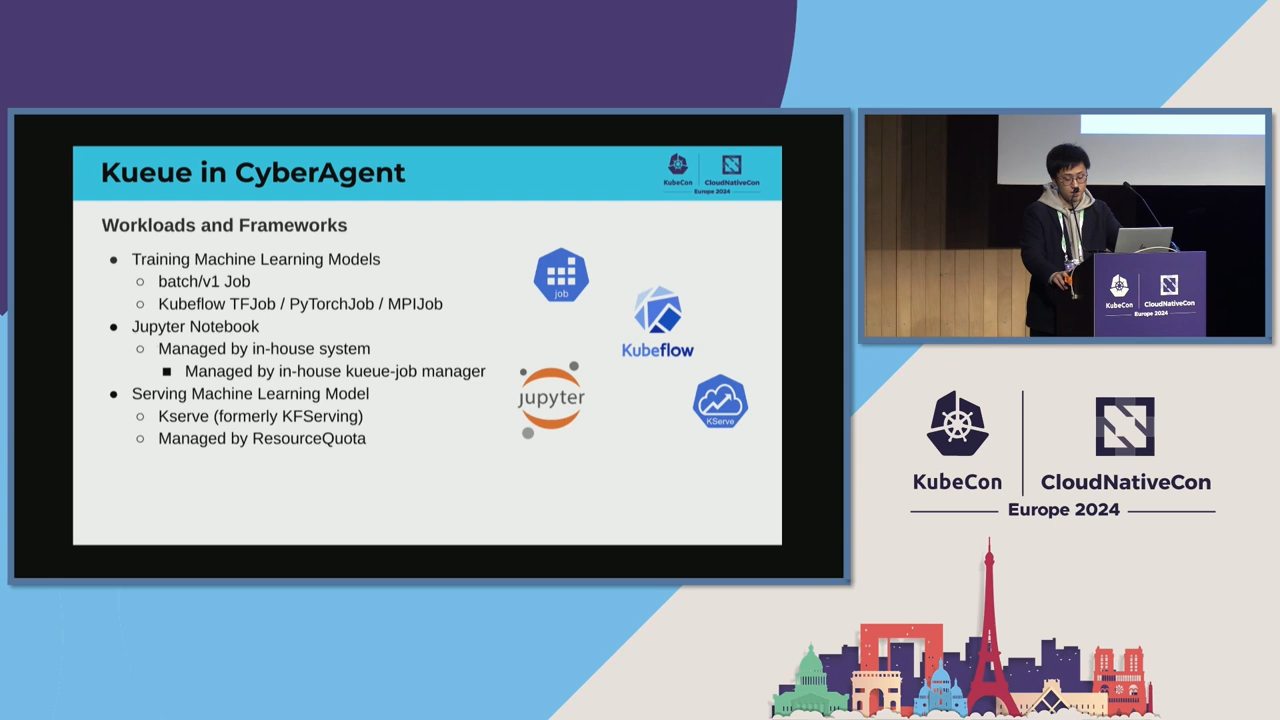 Kueue in CyberAgent
KubeCon
CloudNativeCon
Europe 2024
Workloads and Frameworks
Training Machine Learning Models
batch/v1 Job
Kubeflow TFJob / PyTorchJob / MPIJob
Jupyter Notebook
Managed by in-house system
Managed by in-house kueue-job manager
Serving Machine Learning Model
Kserve (formerly KFServing)
Managed by ResourceQuota
job
Kubeflow
jupyter
KServe
KubeCon
CloudNativeCon
Europe 2024
KubeCon
CloudNativeCon
Europe 2024